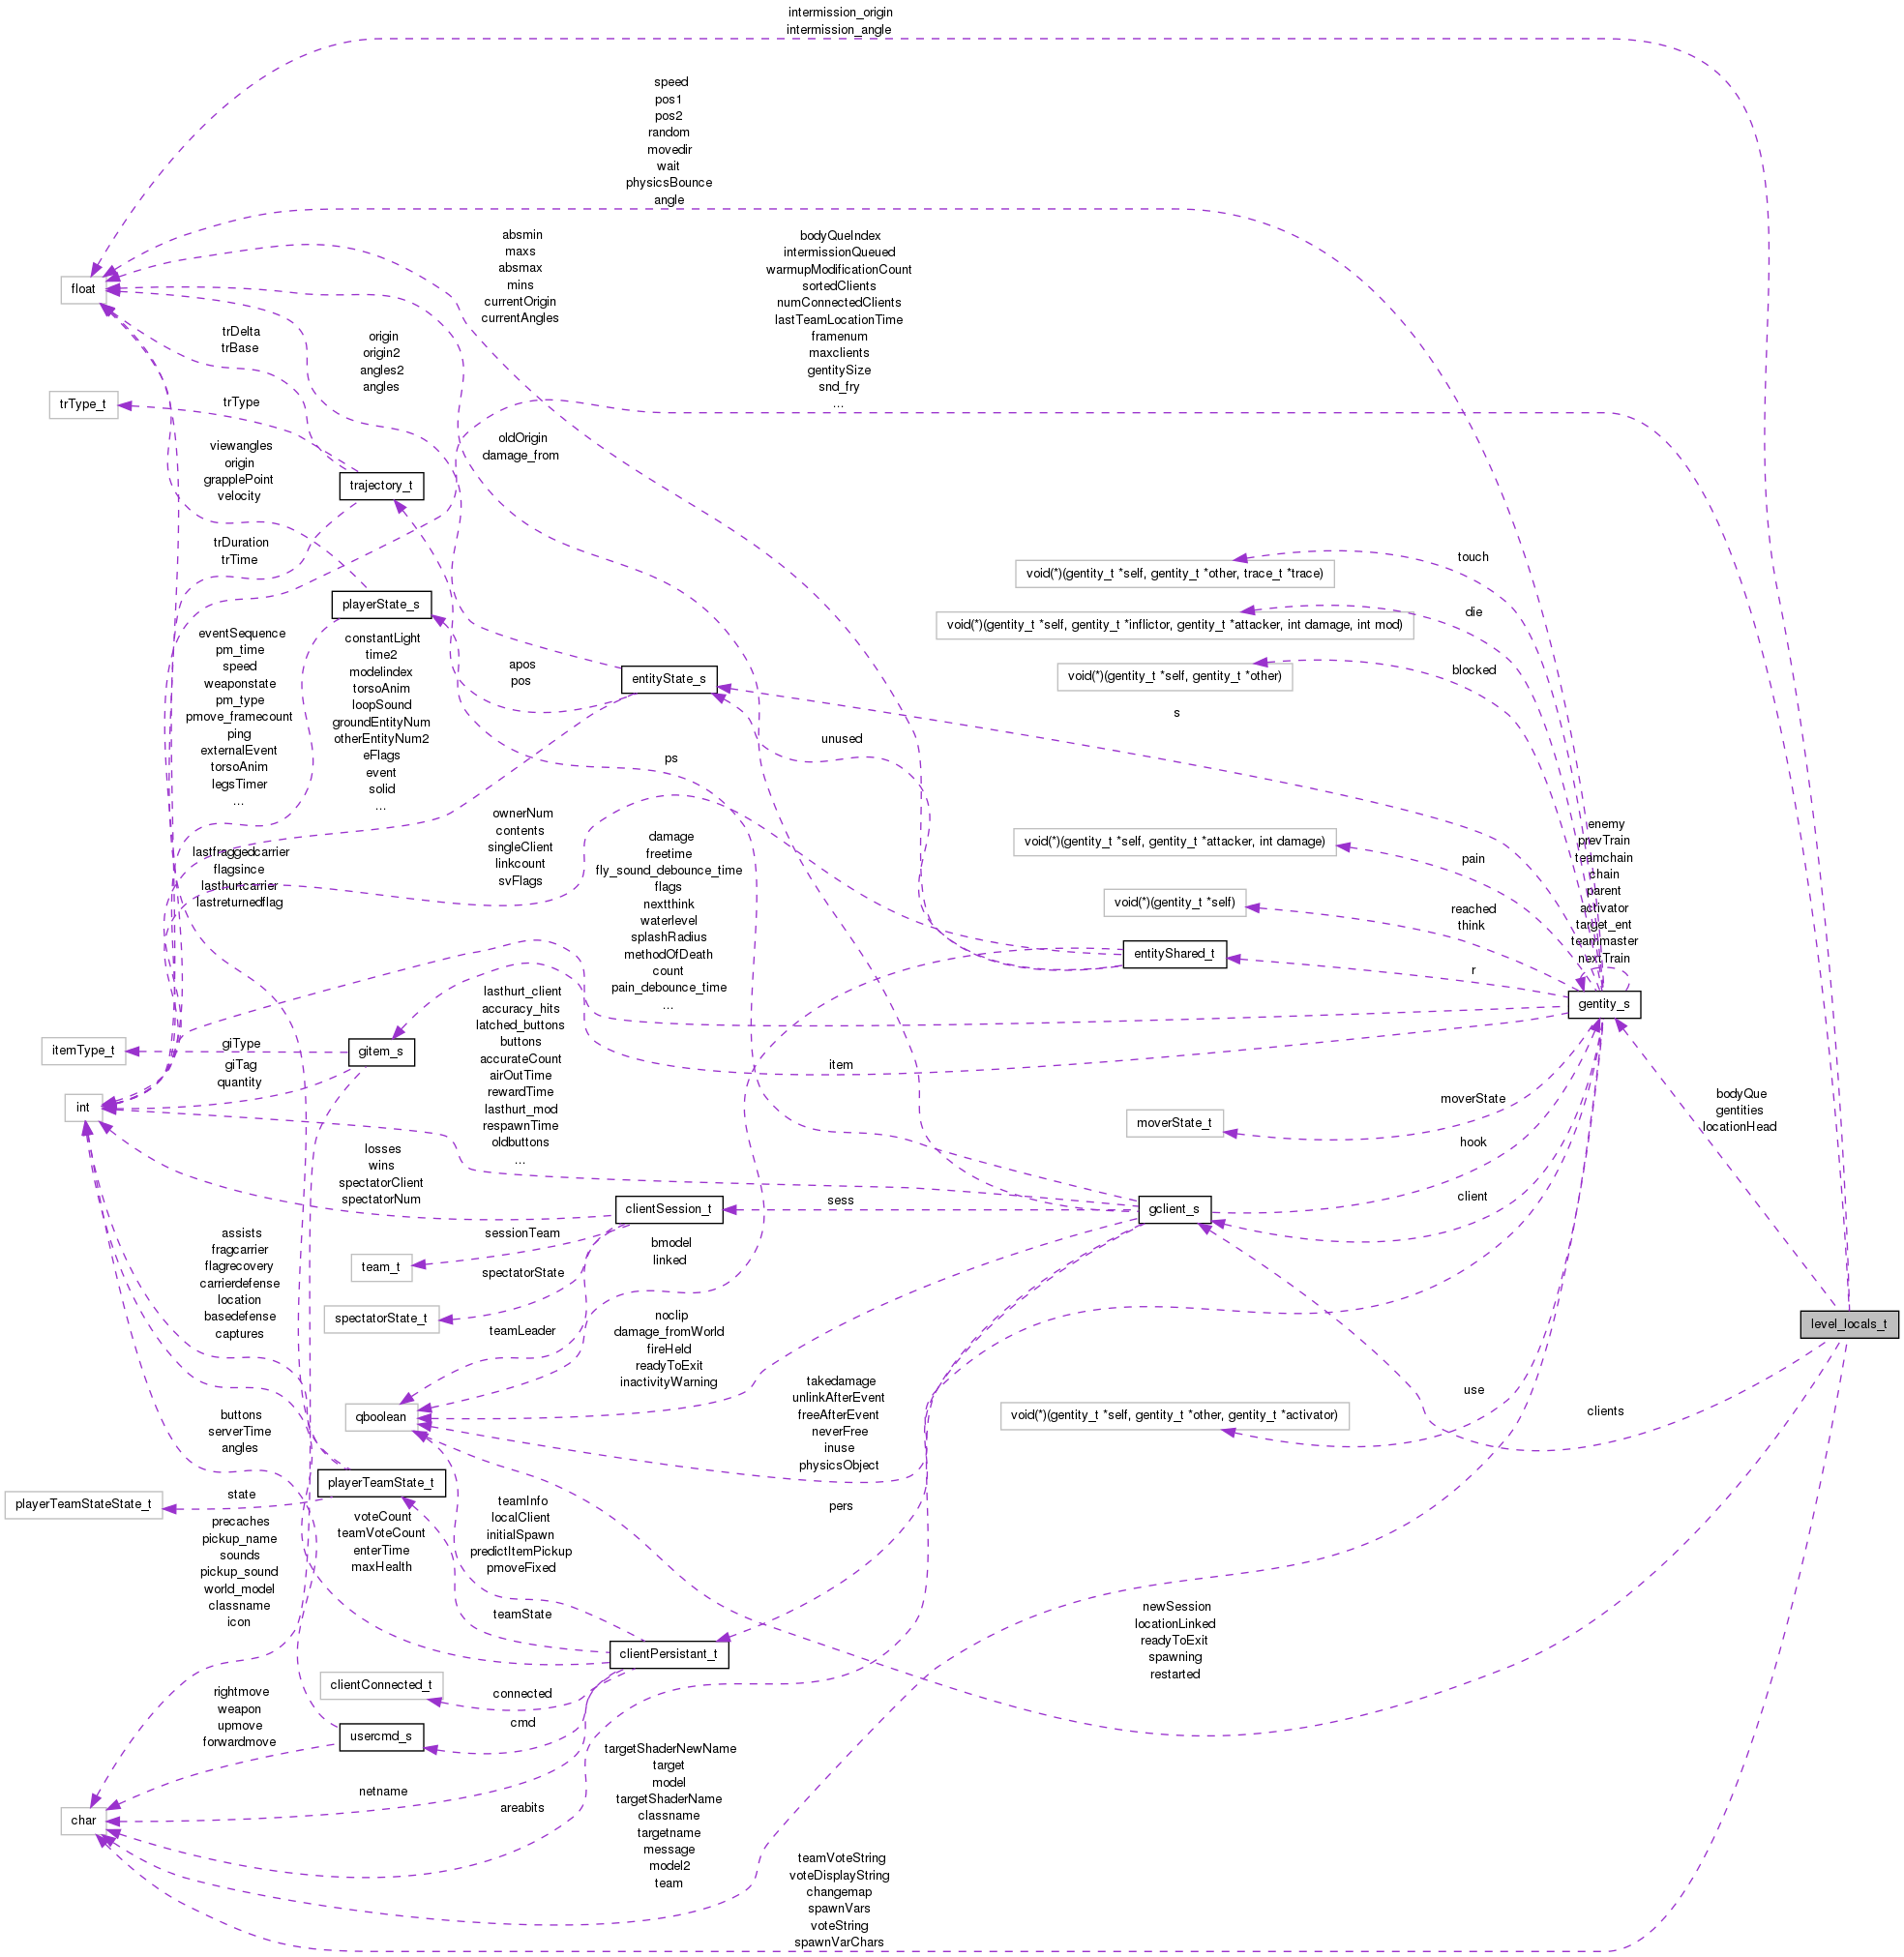 intermission_origin
intermission_angle
speed
pos1
pos2
random
movedir
wait
physicsBounce
angle
absmin
maxs
absmax
mins
currentOrigin
currentAngles
bodyQueIndex
intermissionQueued
warmupModificationCount
sortedClients
numConnectedClients
lastTeamLocationTime
framenum
maxclients
gentitySize
snd_fry
...
float
trDelta
trBase
origin
origin2
angles2
angles
trType_t
trType
oldOrigin
damage_from
viewangles
origin
grapplePoint
velocity
trajectory_t
trDuration
trTime
touch
void(*)(gentity_t *self, gentity_t *other, trace_t *trace)
playerState_s
die
void(*)(gentity_t *self, gentity_t *inflictor, gentity_t *attacker, int damage, int mod)
eventSequence
pm_time
speed
weaponstate
pm_type
pmove_framecount
ping
externalEvent
torsoAnim
legsTimer
...
constantLight
time2
modelindex
torsoAnim
loopSound
groundEntityNum
otherEntityNum2
eFlags
event
solid
...
apos
pos
entityState_s
blocked
void(*)(gentity_t *self, gentity_t *other)
s
unused
ps
ownerNum
contents
singleClient
linkcount
svFlags
lastfraggedcarrier
flagsince
lasthurtcarrier
lastreturnedflag
damage
freetime
fly_sound_debounce_time
flags
nextthink
waterlevel
splashRadius
methodOfDeath
count
pain_debounce_time
...
void(*)(gentity_t *self, gentity_t *attacker, int damage)
pain
enemy
prevTrain
teamchain
chain
parent
activator
target_ent
teammaster
nextTrain
void(*)(gentity_t *self)
reached
think
entityShared_t
r
gentity_s
lasthurt_client
accuracy_hits
latched_buttons
buttons
accurateCount
airOutTime
rewardTime
lasthurt_mod
respawnTime
oldbuttons
...
itemType_t
giType
gitem_s
giTag
quantity
item
int
moverState_t
moverState
bodyQue
gentities
locationHead
hook
losses
wins
spectatorClient
spectatorNum
clientSession_t
sess
gclient_s
client
assists
fragcarrier
flagrecovery
carrierdefense
location
basedefense
captures
sessionTeam
team_t
bmodel
linked
spectatorState
spectatorState_t
level_locals_t
teamLeader
noclip
damage_fromWorld
fireHeld
readyToExit
inactivityWarning
takedamage
unlinkAfterEvent
freeAfterEvent
neverFree
inuse
physicsObject
use
clients
qboolean
void(*)(gentity_t *self, gentity_t *other, gentity_t *activator)
buttons
serverTime
angles
playerTeamState_t
playerTeamStateState_t
state
precaches
pickup_name
sounds
pickup_sound
world_model
classname
icon
voteCount
teamVoteCount
enterTime
maxHealth
teamInfo
localClient
initialSpawn
predictItemPickup
pmoveFixed
pers
teamState
clientPersistant_t
newSession
locationLinked
readyToExit
spawning
restarted
clientConnected_t
connected
rightmove
weapon
upmove
forwardmove
usercmd_s
cmd
targetShaderNewName
target
model
targetShaderName
classname
targetname
message
model2
team
netname
areabits
char
teamVoteString
voteDisplayString
changemap
spawnVars
voteString
spawnVarChars